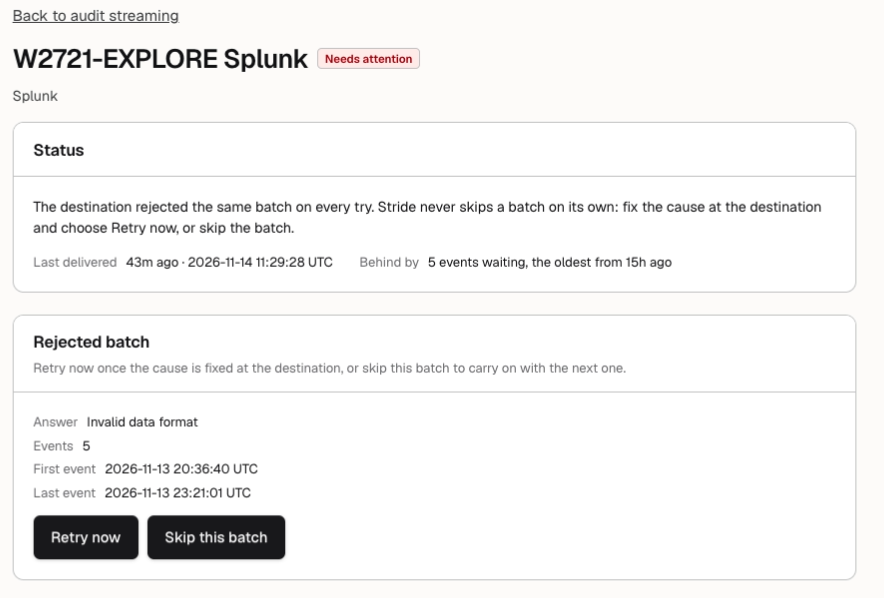 Back to audit streaming
W2721-EXPLORE Splunk Needs attention
Splunk
Status
The destination rejected the same batch on every try. Stride never skips a batch on its own: fix the cause at the destination
and choose Retry now, or skip the batch.
Last delivered 43m ago · 2026-11-14 11:29:28 UTC Behind by 5 events waiting, the oldest from 15h ago
Rejected batch
Retry now once the cause is fixed at the destination, or skip this batch to carry on with the next one.
Answer Invalid data format
Events 5
First event 2026-11-13 20:36:40 UTC
Last event 2026-11-13 23:21:01 UTC
Retry now Skip this batch